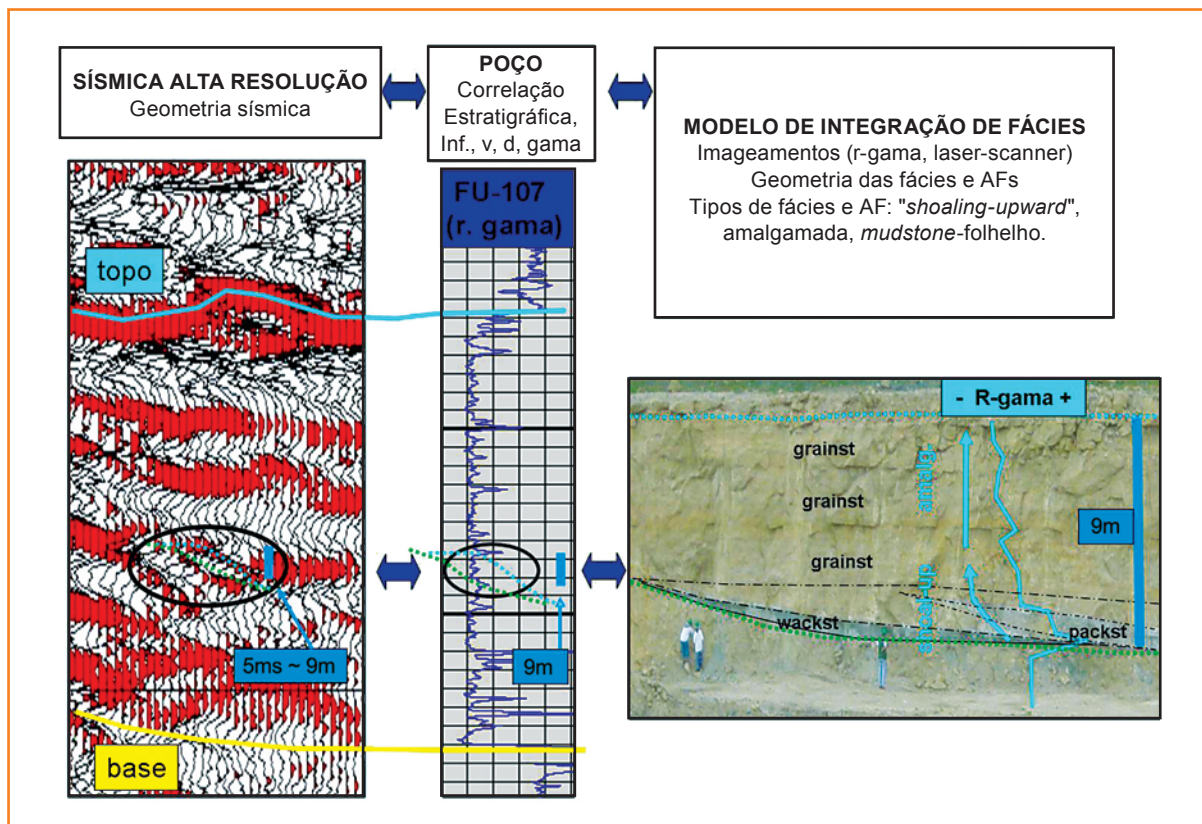 SÍSMICA ALTA RESOLUÇÃO
Geometria sísmica
POÇO
Correlação
Estratigráfica,
Inf., v, d, gama
MODELO DE INTEGRAÇÃO DE FÁCIES
Imageamentos (r-gama, laser-scanner)
Geometria das fácies e AFs
Tipos de fácies e AF: "shoaling-upward",
amalgamada, mudstone-folhelho.
topo
5ms ~ 9m
base
FU-107
(r. gama)
9m
- R-gama +
grainst
grainst
grainst
amalg.
shoal-up
wackst
packst
9m